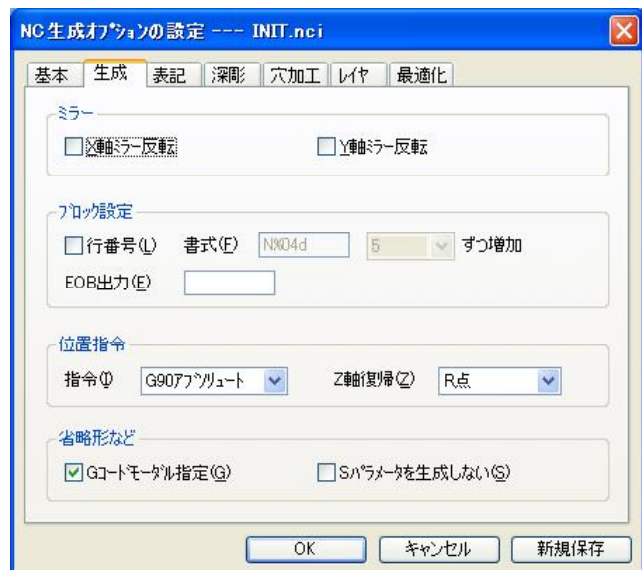 NC生成オプションの設定 --- INIT.nci
基本 生成 表記 深彫 穴加工 レイヤ 最適化
ミラー
X軸ミラー反転 Y軸ミラー反転
ブロック設定
行番号(L) 書式(F) N%04d 5 ずつ増加
EOB出力(E)
位置指令
指令(I) G90アブソリュート Z軸復帰(Z) R点
省略形など
Gコードモーダル指定(G) Sパラメータを生成しない(S)
OK キャンセル 新規保存